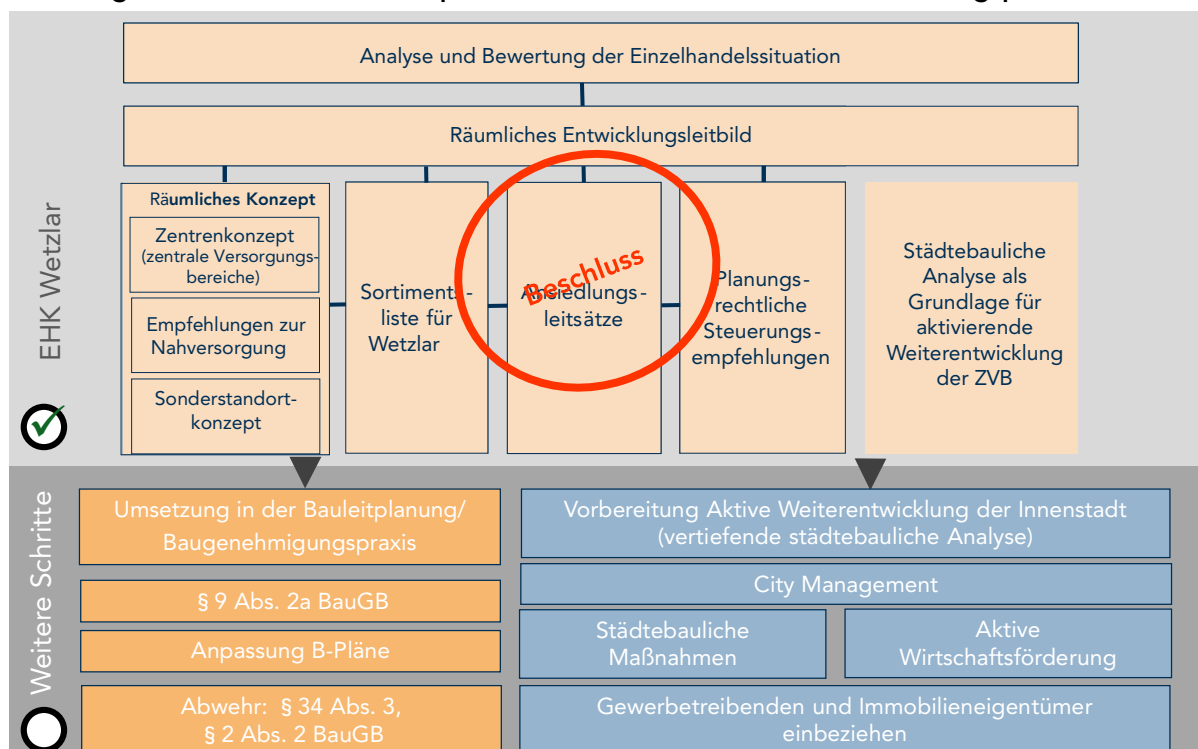 Analyse und Bewertung der Einzelhandelssituation
Räumliches Entwicklungsleitbild
EHK Wetzlar
Räumliches Konzept
Zentrenkonzept
(zentrale Versorgungs-
bereiche)
Empfehlungen zur
Nahversorgung
Sonderstandort-
konzept
Sortiments-
liste für
Wetzlar
Beschluss
Ansiedlungs-
leitsätze
Planungs-
rechtliche
Steuerungs-
empfehlungen
Städtebauliche
Analyse als
Grundlage für
aktivierende
Weiterentwicklung
der ZVB
Weitere Schritte
Umsetzung in der Bauleitplanung/
Baugenehmigungspraxis
§ 9 Abs. 2a BauGB
Anpassung B-Pläne
Abwehr: § 34 Abs. 3,
§ 2 Abs. 2 BauGB
Vorbereitung Aktive Weiterentwicklung der Innenstadt
(vertiefende städtebauliche Analyse)
City Management
Städtebauliche
Maßnahmen
Aktive
Wirtschaftsförderung
Gewerbetreibenden und Immobilieneigentümer
einbeziehen